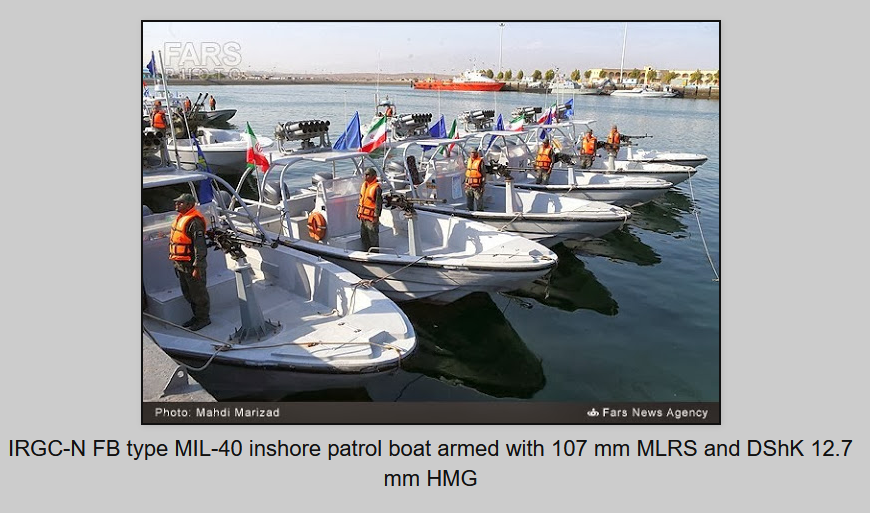 FARS
Photo: Mahdi Marizad
Fars News Agency
IRGC-N FB type MIL-40 inshore patrol boat armed with 107 mm MLRS and DShK 12.7
mm HMG